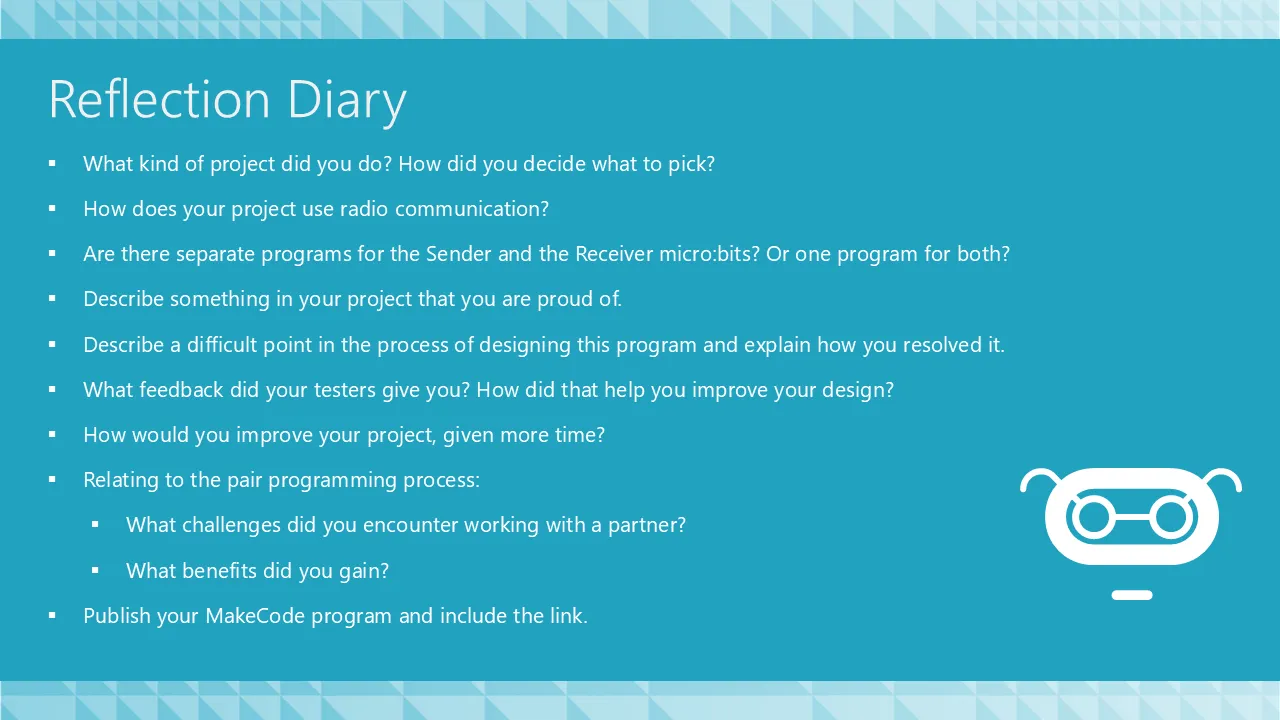 Reflection Diary
▪ What kind of project did you do? How did you decide what to pick?
▪ How does your project use radio communication?
▪ Are there separate programs for the Sender and the Receiver micro:bits? Or one program for both?
▪ Describe something in your project that you are proud of.
▪ Describe a difficult point in the process of designing this program and explain how you resolved it.
▪ What feedback did your testers give you? How did that help you improve your design?
▪ How would you improve your project, given more time?
▪ Relating to the pair programming process:
▪ What challenges did you encounter working with a partner?
▪ What benefits did you gain?
▪ Publish your MakeCode program and include the link.